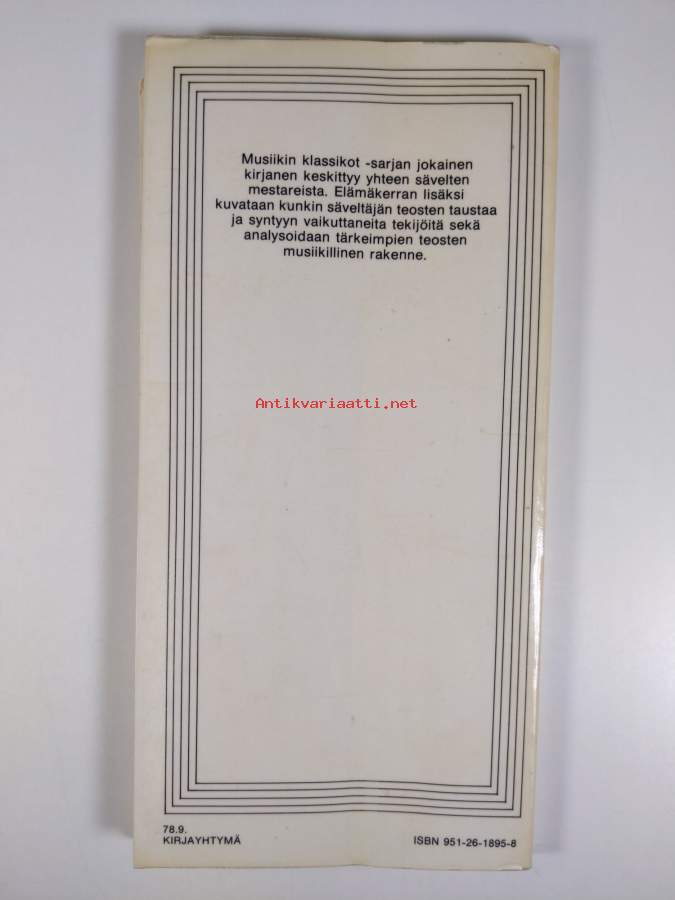 Musiikin klassikot -sarjan jokainen
kirjanen keskittyy yhteen sävelten
mestareista. Elämäkerran lisäksi
kuvataan kunkin säveltäjän teosten taustaa
ja syntyyn vaikuttaneita tekijöitä sekä
analysoidaan tärkeimpien teosten
musiikillinen rakenne.
Antikvariaatti.net
78.9.
KIRJAYHTYMÄ
ISBN 951-26-1895-8